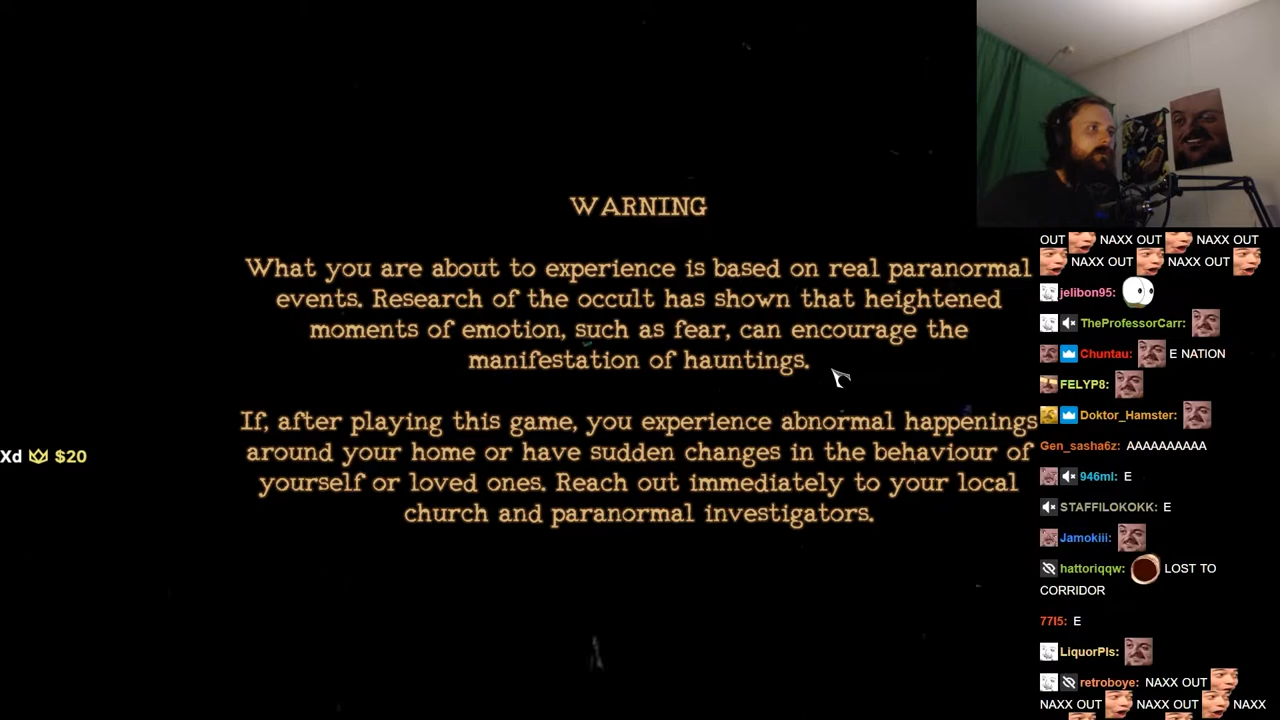 WARNING
What you are about to experience is based on real paranormal
events. Research of the occult has shown that heightened
moments of emotion, such as fear, can encourage the
manifestation of hauntings.
If, after playing this game, you experience abnormal happenings
around your home or have sudden changes in the behaviour of
yourself or loved ones. Reach out immediately to your local
church and paranormal investigators.
Xd $20
OUT NAXX OUT NAXX OUT
NAXX OUT NAXX OUT
jelibon95:
TheProfessorCarr:
Chuntau: E NATION
FELYP8:
Doktor_Hamster:
Gen_sasha6z: AAAAAAAAAA
946ml: E
STAFFILOKOKK: E
Jamokiii:
hattoriqqw: LOST TO
CORRIDOR
77I5: E
LiquorPls:
retroboye: NAXX OUT
NAXX OUT NAXX OUT NAXX